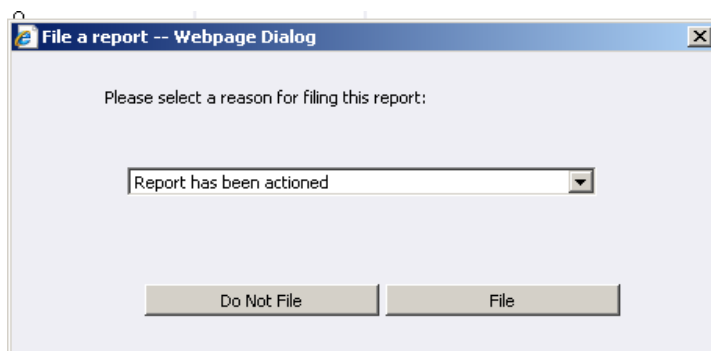 File a report -- Webpage Dialog
Please select a reason for filing this report:
Report has been actioned
Do Not File
File